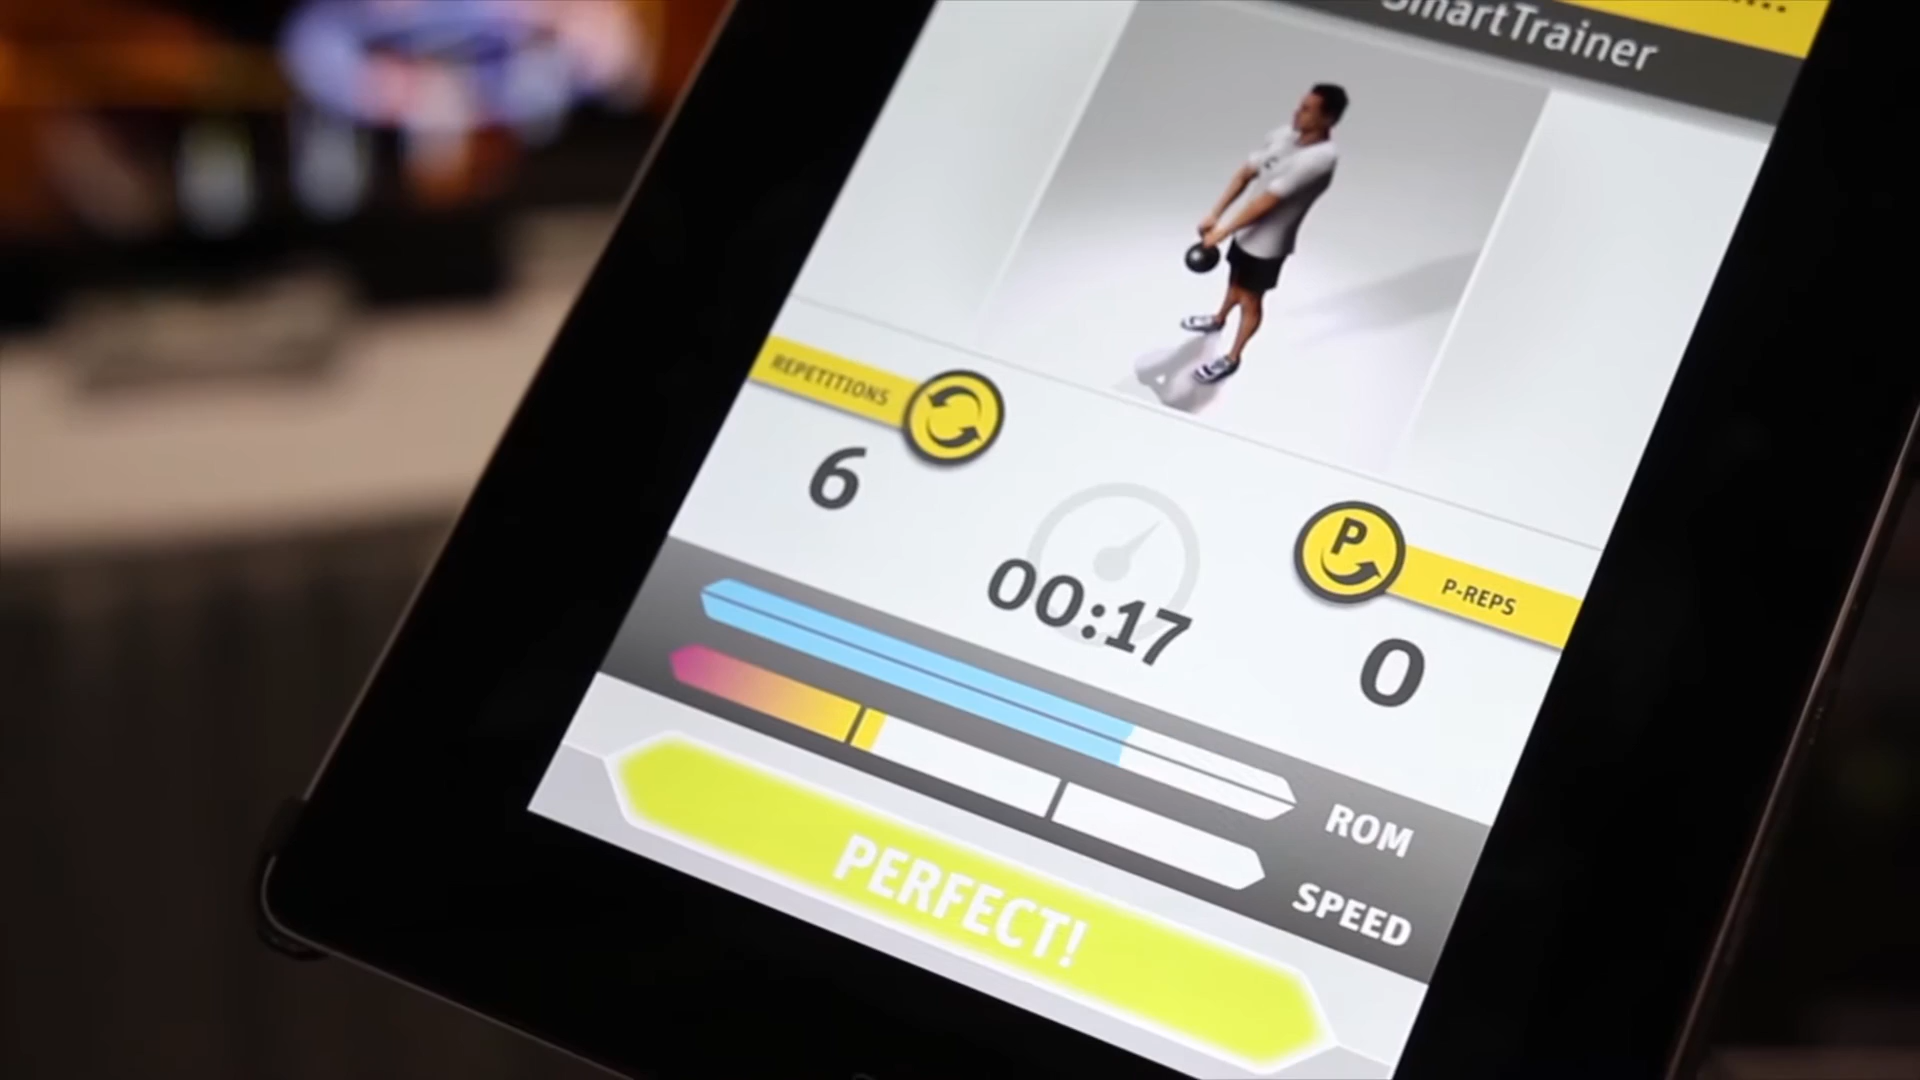 SmartTrainer
REPETITIONS
6
00:17
P
P-REPS
0
ROM
SPEED
PERFECT!